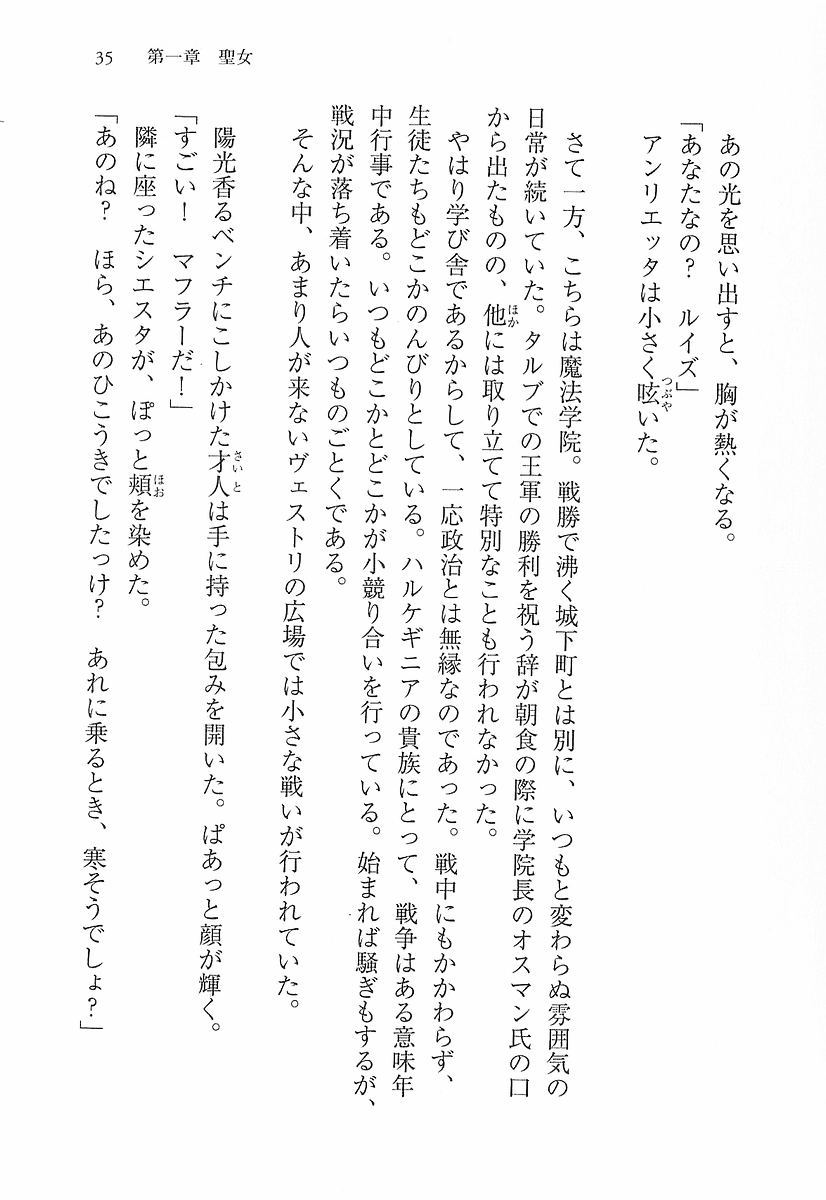 35　第一章　聖女
　あの光を思い出すと、胸が熱くなる。
「あなたなの？　ルイズ」
　アンリエッタは小さく呟いた。
　さて一方、こちらは魔法学院。戦勝で沸く城下町とは別に、いつもと変わらぬ雰囲気の
日常が続いていた。タルブでの王軍の勝利を祝う辞が朝食の際に学院長のオスマン氏の口
から出たものの、他には取り立てて特別なことも行われなかった。
　やはり学び舎であるからして、一応政治とは無縁なのであった。戦中にもかかわらず、
生徒たちもどこかのんびりとしている。ハルケギニアの貴族にとって、戦争はある意味年
中行事である。いつもどこかとどこかが小競り合いを行っている。始まれば騒ぎもするが、
戦況が落ち着いたらいつものごとくである。
　そんな中、あまり人が来ないヴェストリの広場では小さな戦いが行われていた。
　陽光香るベンチにこしかけた才人は手に持った包みを開いた。ぱあっと顔が輝く。
「すごい！　マフラーだ！」
　隣に座ったシエスタが、ぽっと頬を染めた。
「あのね？　ほら、あのひこうきでしたっけ？　あれに乗るとき、寒そうでしょ？」